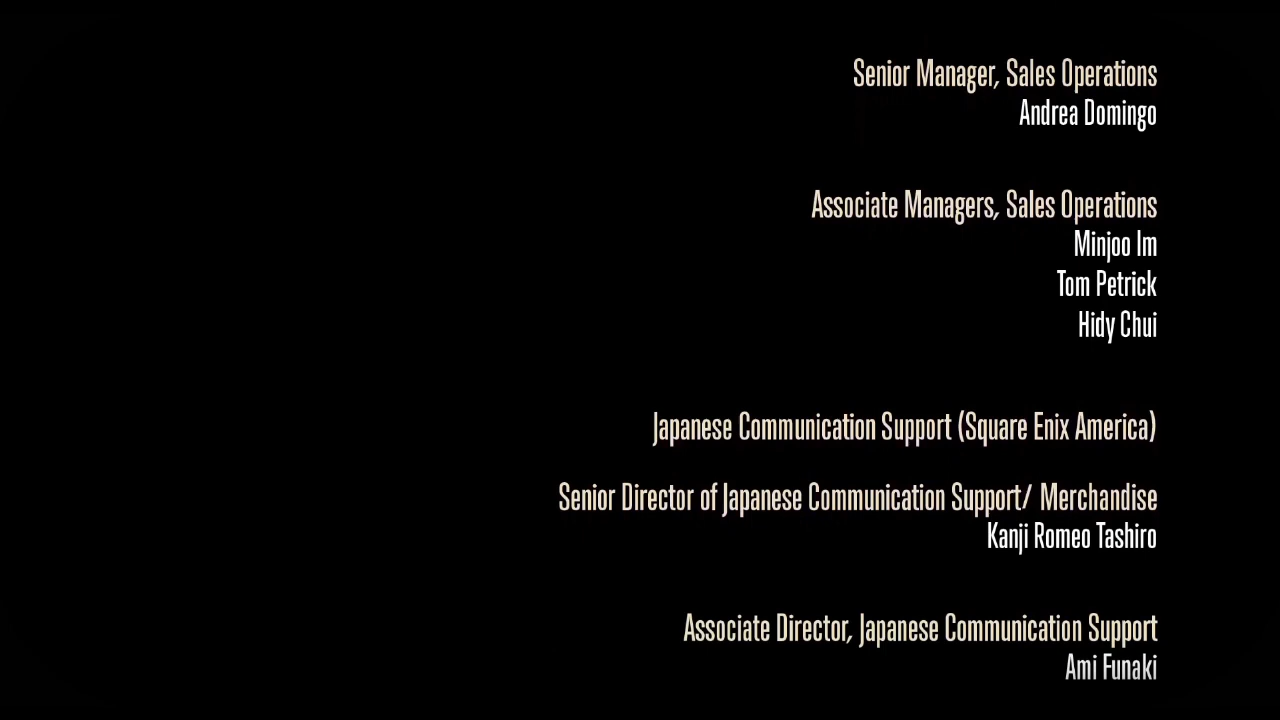 Senior Manager, Sales Operations
Andrea Domingo
Associate Managers, Sales Operations
Minjoo Im
Tom Petrick
Hidy Chui
Japanese Communication Support (Square Enix America)
Senior Director of Japanese Communication Support/ Merchandise
Kanji Romeo Tashiro
Associate Director, Japanese Communication Support
Ami Funaki